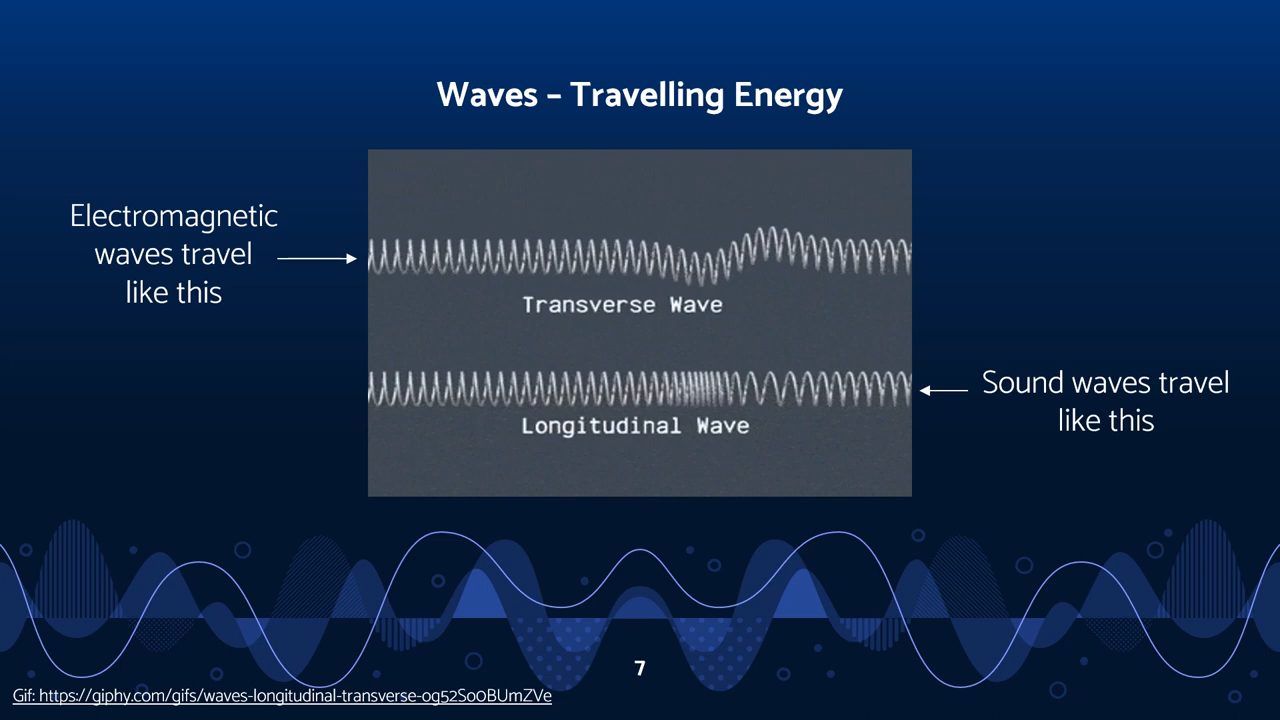 Waves – Travelling Energy
Electromagnetic
waves travel
like this
Transverse Wave
Longitudinal Wave
Sound waves travel
like this
7
Gif: https://giphy.com/gifs/waves-longitudinal-transverse-og52SoOBUmZVe